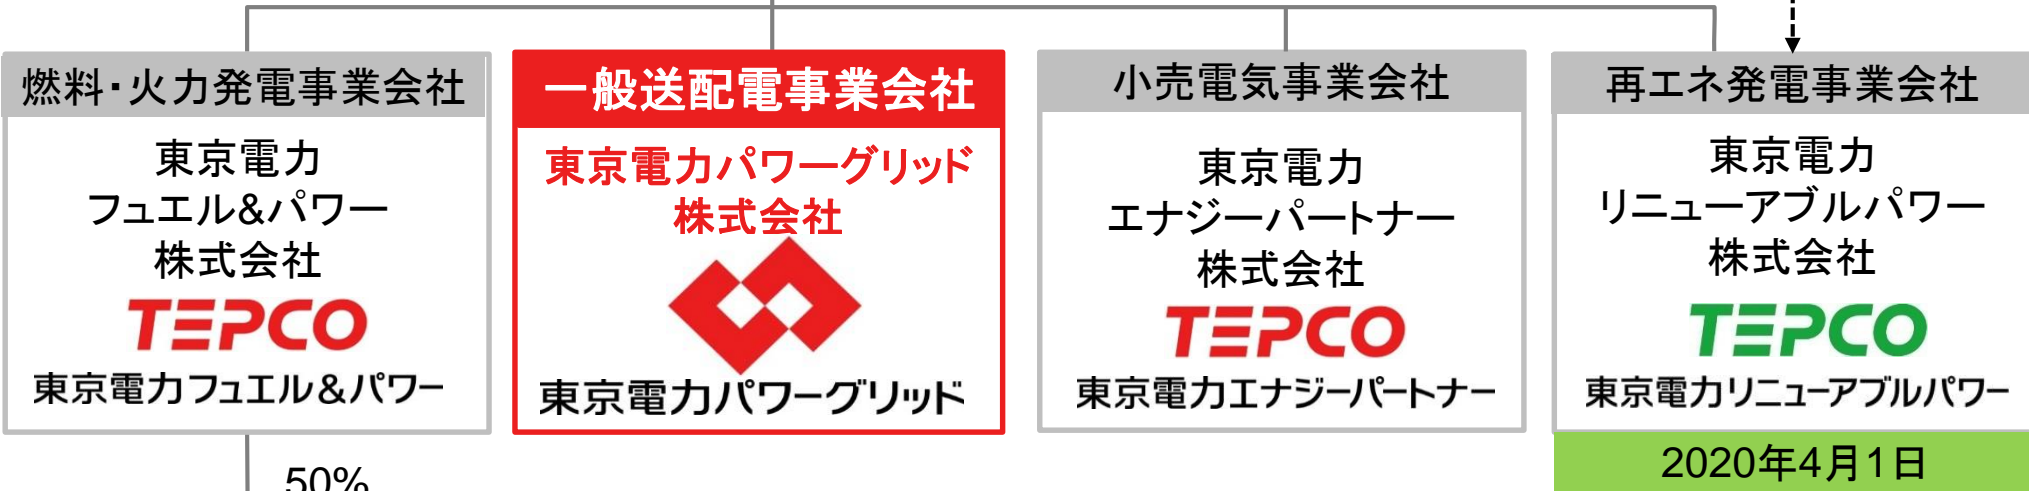 燃料・火力発電事業会社
東京電力
フュエル&パワー
株式会社
TEPCO
東京電力フュエル&パワー
50%
一般送配電事業会社
東京電力パワーグリッド
株式会社
東京電力パワーグリッド
小売電気事業会社
東京電力
エナジーパートナー
株式会社
TEPCO
東京電力エナジーパートナー
再エネ発電事業会社
東京電力
リニューアブルパワー
株式会社
TEPCO
東京電力リニューアブルパワー
2020年4月1日